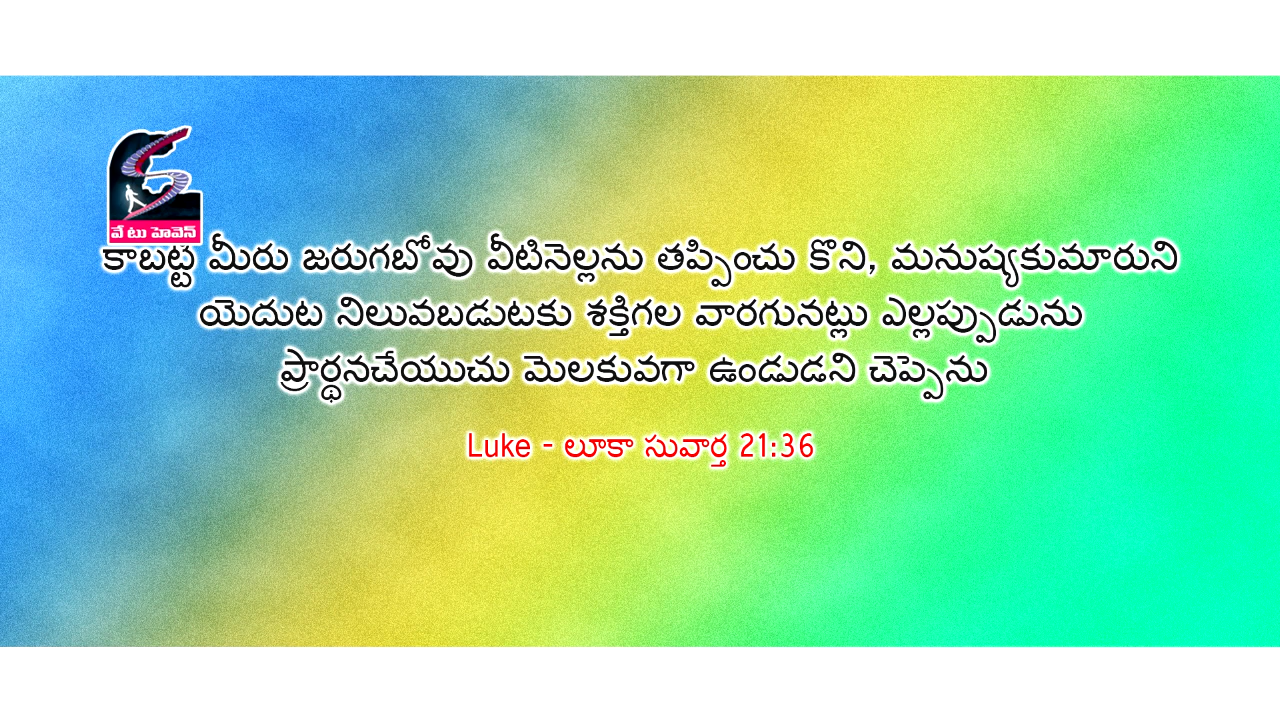 వే టు హెవెన్
కాబట్టి మీరు జరుగబోవు వీటినెల్లను తప్పించు కొని, మనుష్యకుమారుని
యెదుట నిలువబడుటకు శక్తిగల వారగునట్లు ఎల్లప్పుడును
ప్రార్థనచేయుచు మెలకువగా ఉండుడని చెప్పెను
Luke - లూకా సువార్త 21:36